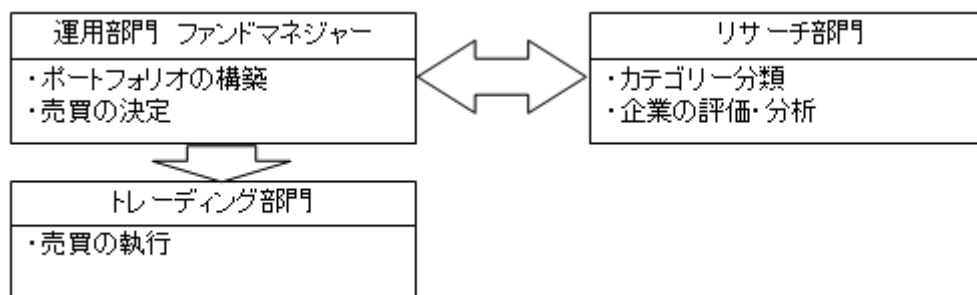 運用部門 ファンドマネジャー
・ポートフォリオの構築
・売買の決定
リサーチ部門
・カテゴリー分類
・企業の評価・分析
トレーディング部門
・売買の執行